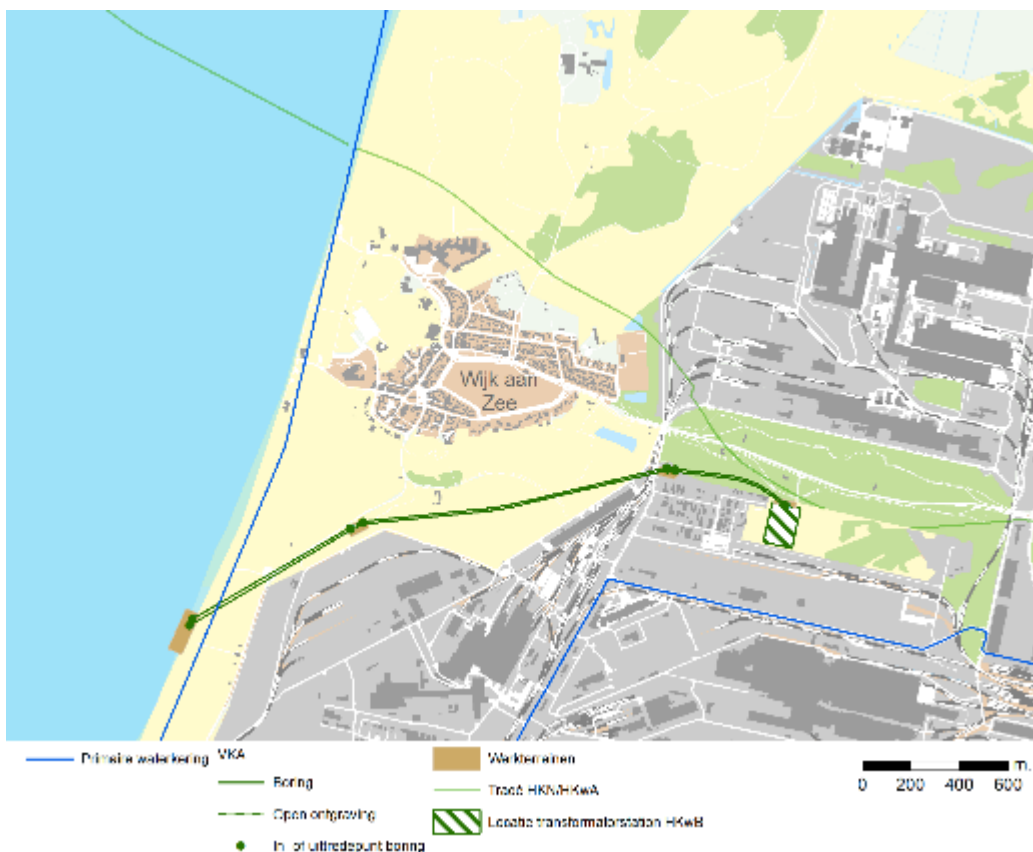 Wijk aan
Zee
Primaire waterkering
VKA
Boring
Open ontgraving
In- of uittredepunt boring
Werkterreinen
Tracé HKN/HKwA
Locatie transformatorstation HKwB
0 200 400 600 m.